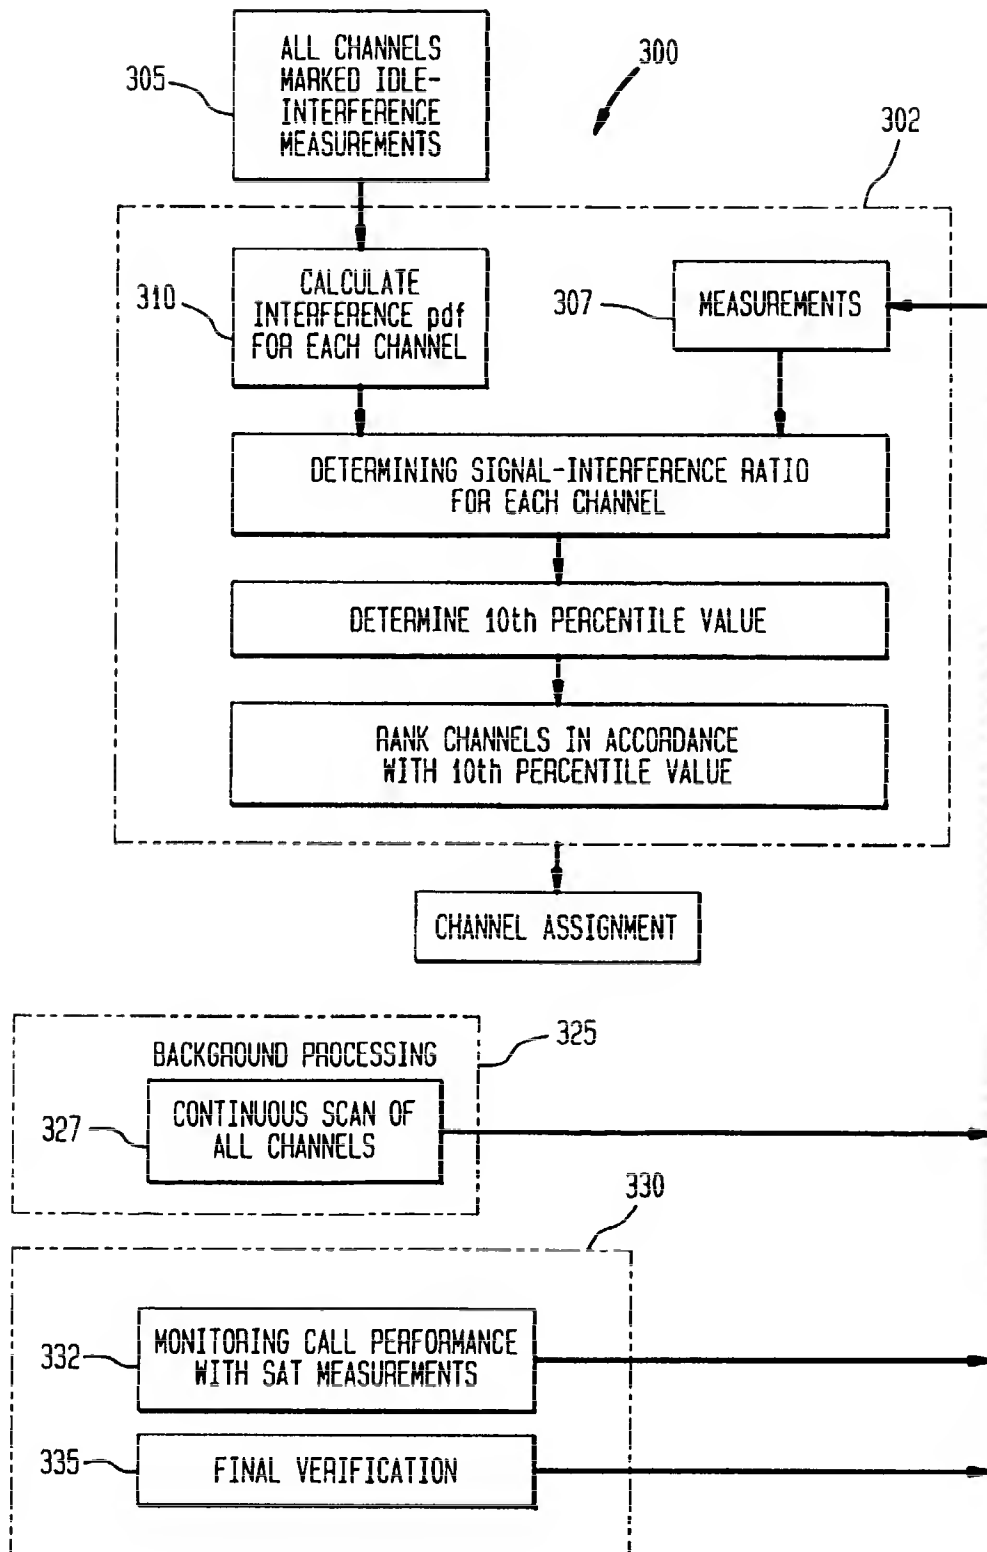 ALL CHANNELS
MARKED IDLE-
INTERFERENCE
MEASUREMENTS
305
300
302
CALCULATE
INTERFERENCE pdf
FOR EACH CHANNEL
310
307
MEASUREMENTS
DETERMINING SIGNAL-INTERFERENCE RATIO
FOR EACH CHANNEL
DETERMINE 10th PERCENTILE VALUE
RANK CHANNELS IN ACCORDANCE
WITH 10th PERCENTILE VALUE
CHANNEL ASSIGNMENT
325
BACKGROUND PROCESSING
327
CONTINUOUS SCAN OF
ALL CHANNELS
330
332
MONITORING CALL PERFORMANCE
WITH SAT MEASUREMENTS
335
FINAL VERIFICATION